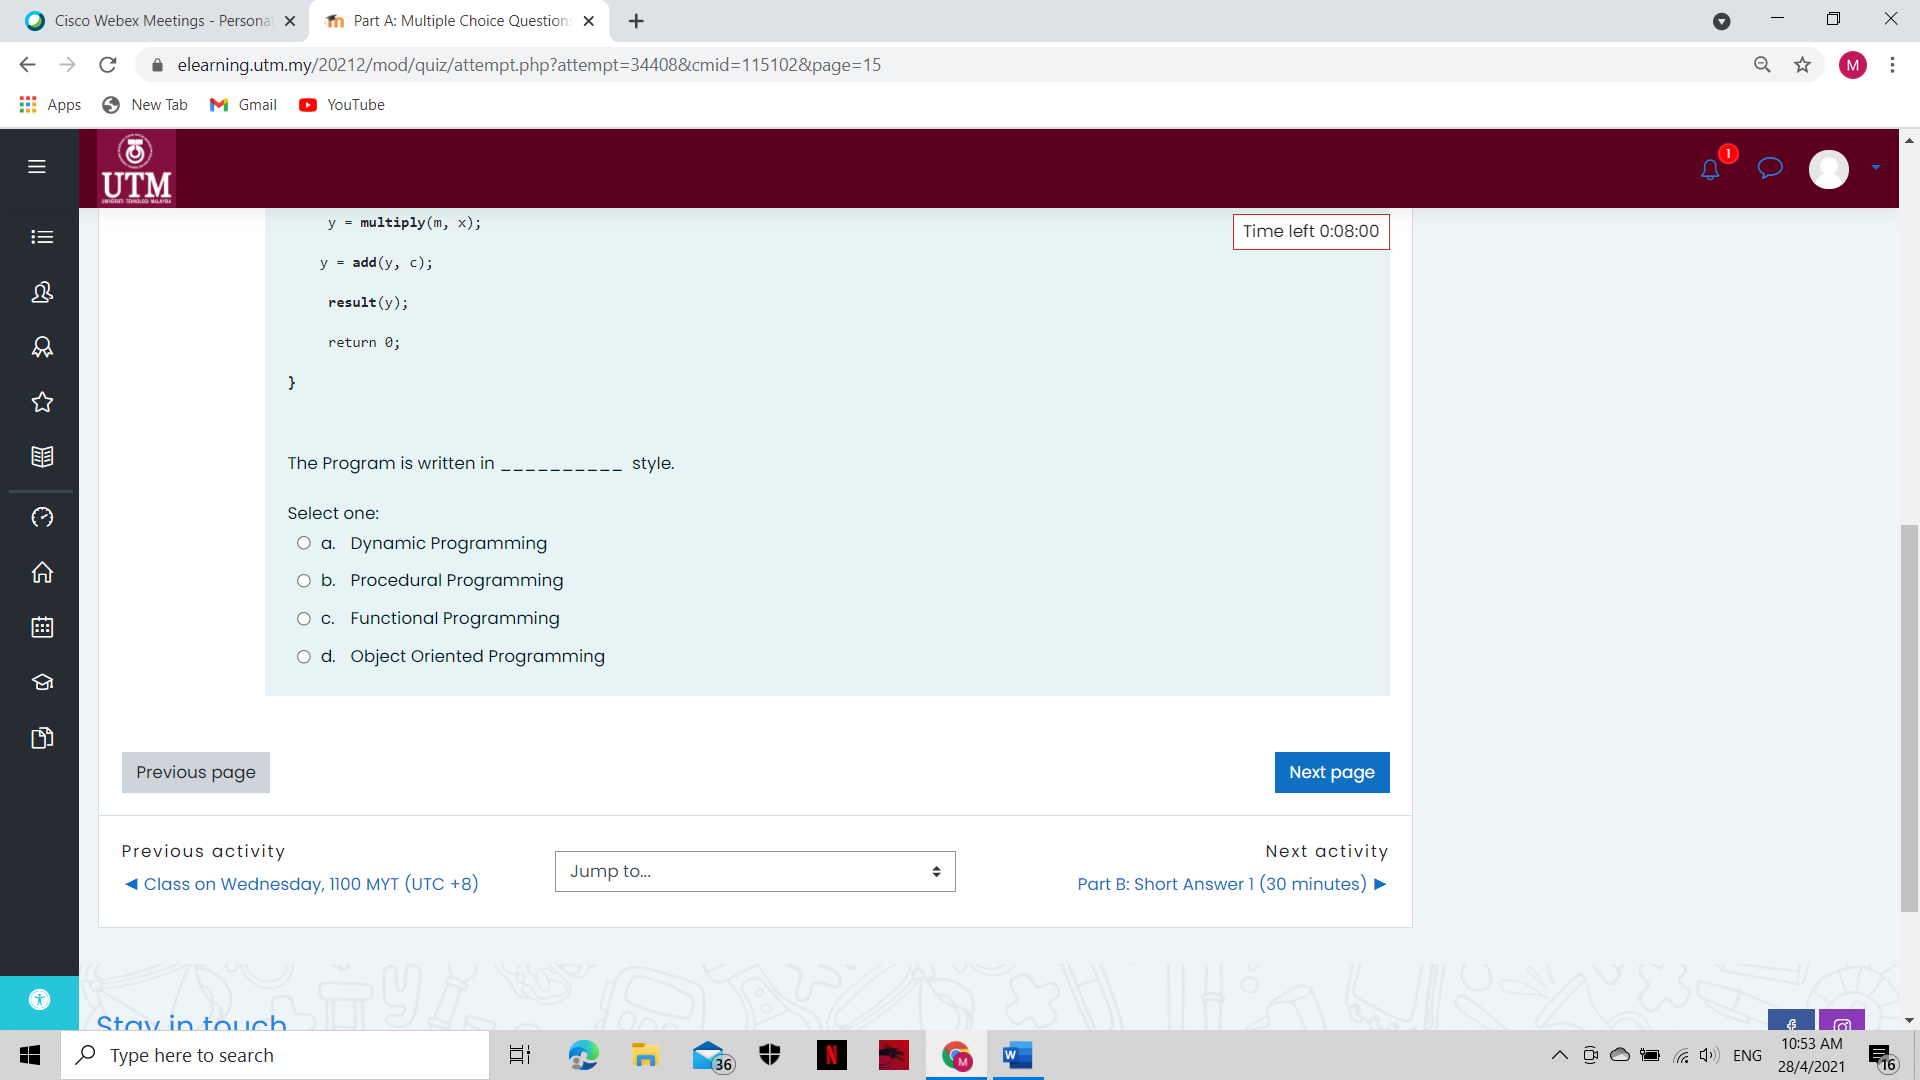 Cisco Webex Meetings - Persona
Part A: Multiple Choice Question
elearning.utm.my/20212/mod/quiz/attempt.php?attempt=34408&cmid=115102&page=15
M
Apps
New Tab
Gmail
YouTube
UTM
UNIVERSITI TEKNOLOGI MALAYSIA
1
y = multiply(m, x);
Time left 0:08:00
y = add(y, c);
result(y);
return 0;
}
The Program is written in __________ style.
Select one:
a. Dynamic Programming
b. Procedural Programming
c. Functional Programming
d. Object Oriented Programming
Previous page
Next page
Previous activity
Next activity
◄ Class on Wednesday, 1100 MYT (UTC +8)
Jump to...
Part B: Short Answer 1 (30 minutes) ►
Stay in touch
Type here to search
36
N
M
W
ENG
10:53 AM
28/4/2021
16